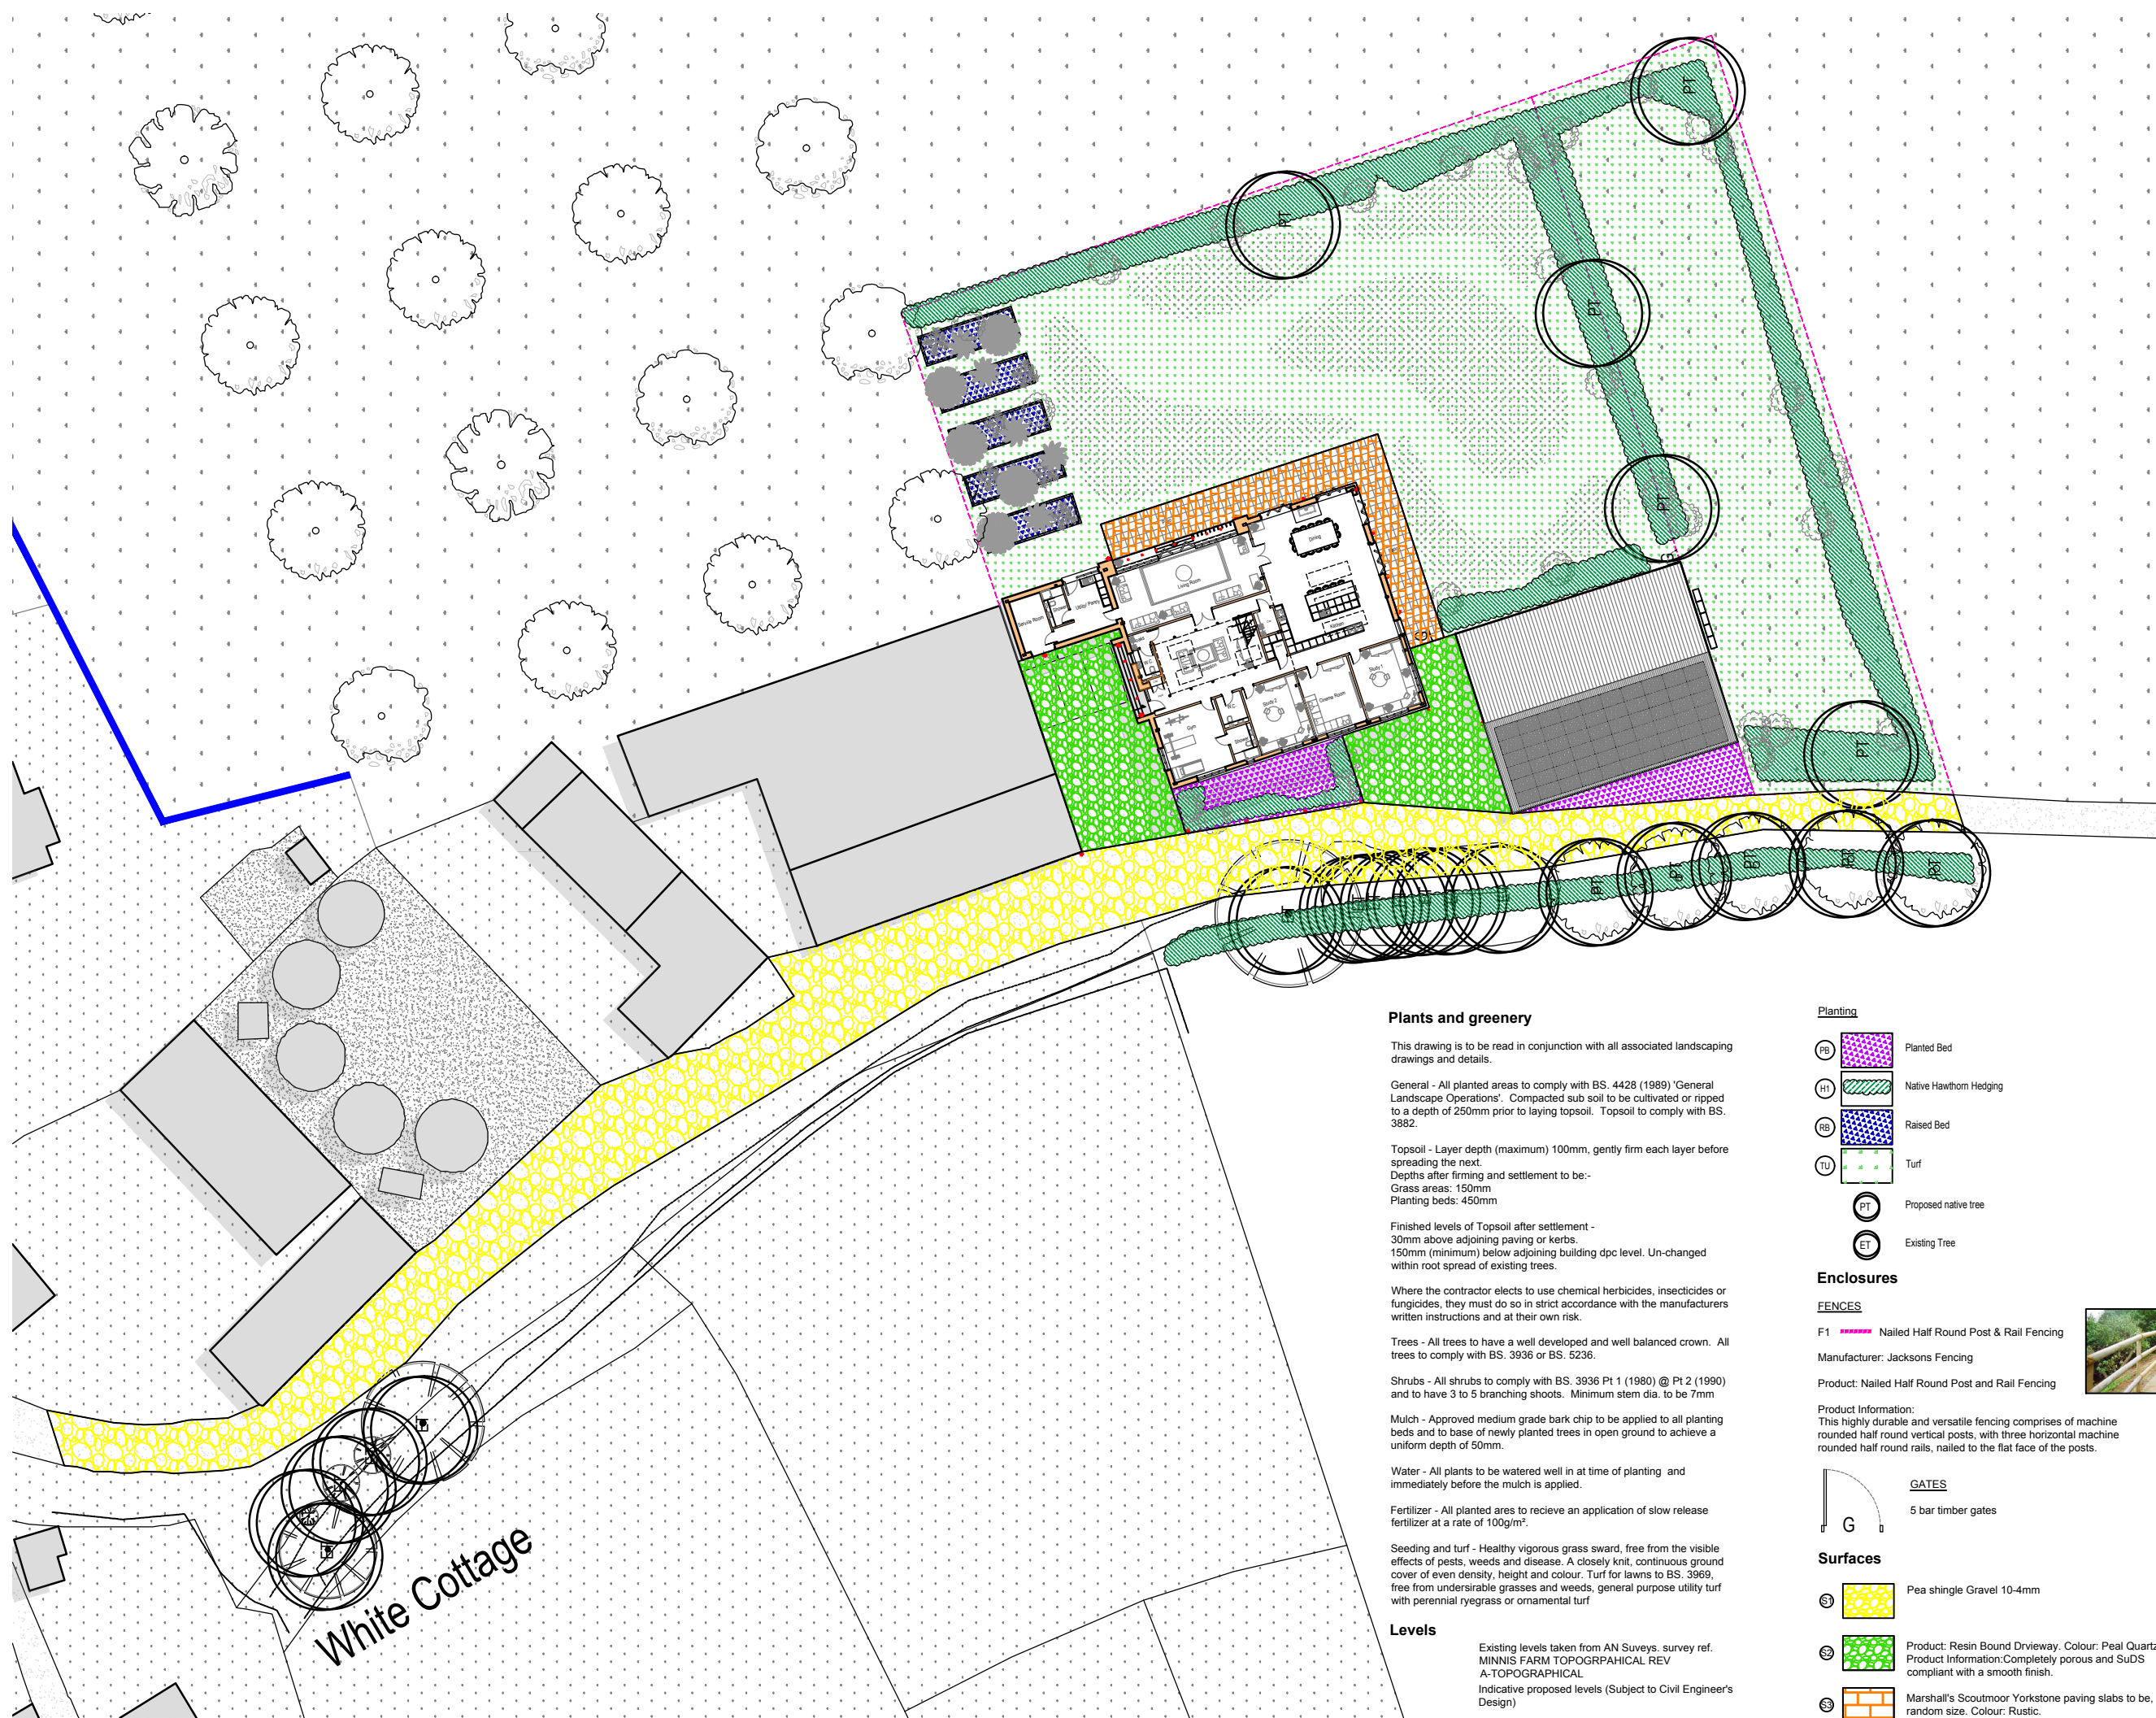 PT
PT
PT
PT
G
PT
PT
PT
RT
Dining
Living Room
Utility/ Pantry
Shower
Remote Room
Kitchen
W.C.
Study 1
Cinema Room
Study 2
W.C.
Gym
Shower
White Cottage
Plants and greenery
This drawing is to be read in conjunction with all associated landscaping
drawings and details.
General - All planted areas to comply with BS. 4428 (1989) 'General
Landscape Operations'. Compacted sub soil to be cultivated or ripped
to a depth of 250mm prior to laying topsoil. Topsoil to comply with BS.
3882.
Topsoil - Layer depth (maximum) 100mm, gently firm each layer before
spreading the next.
Depths after firming and settlement to be:-
Grass areas: 150mm
Planting beds: 450mm
Finished levels of Topsoil after settlement -
30mm above adjoining paving or kerbs.
150mm (minimum) below adjoining building dpc level. Un-changed
within root spread of existing trees.
Where the contractor elects to use chemical herbicides, insecticides or
fungicides, they must do so in strict accordance with the manufacturers
written instructions and at their own risk.
Trees - All trees to have a well developed and well balanced crown. All
trees to comply with BS. 3936 or BS. 5236.
Shrubs - All shrubs to comply with BS. 3936 Pt 1 (1980) @ Pt 2 (1990)
and to have 3 to 5 branching shoots. Minimum stem dia. to be 7mm
Mulch - Approved medium grade bark chip to be applied to all planting
beds and to base of newly planted trees in open ground to achieve a
uniform depth of 50mm.
Water - All plants to be watered well in at time of planting and
immediately before the mulch is applied.
Fertilizer - All planted ares to recieve an application of slow release
fertilizer at a rate of 100g/m².
Seeding and turf - Healthy vigorous grass sward, free from the visible
effects of pests, weeds and disease. A closely knit, continuous ground
cover of even density, height and colour. Turf for lawns to BS. 3969,
free from undersirable grasses and weeds, general purpose utility turf
with perennial ryegrass or ornamental turf
Levels
Existing levels taken from AN Suveys. survey ref.
MINNIS FARM TOPOGRPAHICAL REV
A-TOPOGRAPHICAL
Indicative proposed levels (Subject to Civil Engineer's
Design)
Planting
PB Planted Bed
H1 Native Hawthorn Hedging
RB Raised Bed
TU Turf
PT Proposed native tree
ET Existing Tree
Enclosures
FENCES
F1 Nailed Half Round Post & Rail Fencing
Manufacturer: Jacksons Fencing
Product: Nailed Half Round Post and Rail Fencing
Product Information:
This highly durable and versatile fencing comprises of machine
rounded half round vertical posts, with three horizontal machine
rounded half round rails, nailed to the flat face of the posts.
GATES
5 bar timber gates
G
Surfaces
S1 Pea shingle Gravel 10-4mm
S2 Product: Resin Bound Drvieway. Colour: Peal Quartz
Product Information:Completely porous and SuDS
compliant with a smooth finish.
S3 Marshall's Scoutmoor Yorkstone paving slabs to be,
random size. Colour: Rustic.